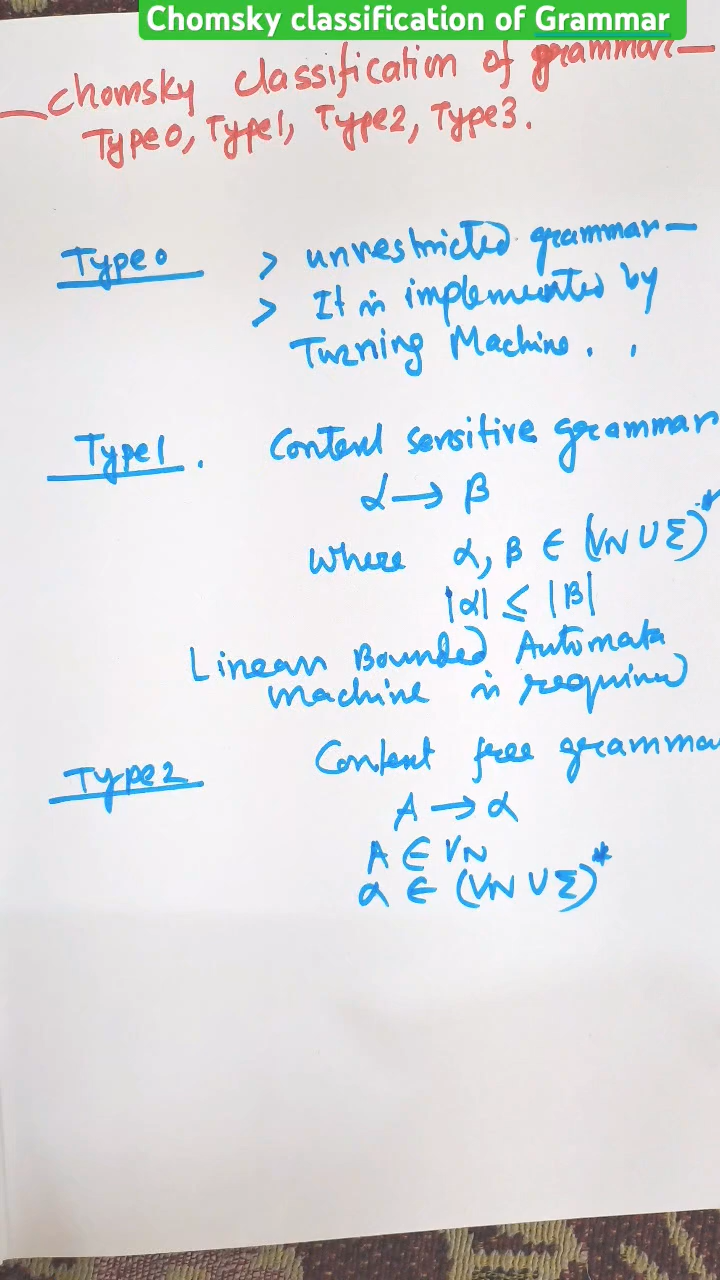 Chomsky classification of Grammar
Chomsky classification of grammar—
Type0, Type1, Type2, Type3.
Type0 > unrestricted grammar—
> It is implemented by
Turning Machine.
Type1. Context sensitive grammar
α → β
Where α, β ∈ (VN ∪ Σ)*
|α| ≤ |β|
Linear Bounded Automata
machine is required
Type2 Context free gramma
A → α
A ∈ VN
α ∈ (VN ∪ Σ)*